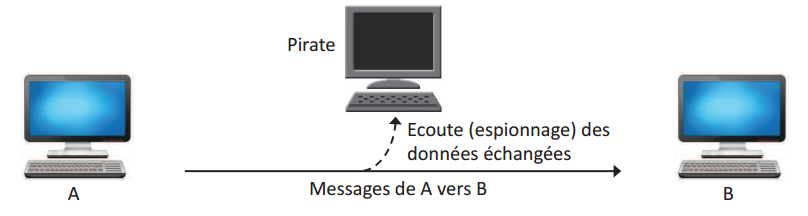 Pirate
Ecoute (espionnage) des
données échangées
A
Messages de A vers B
B